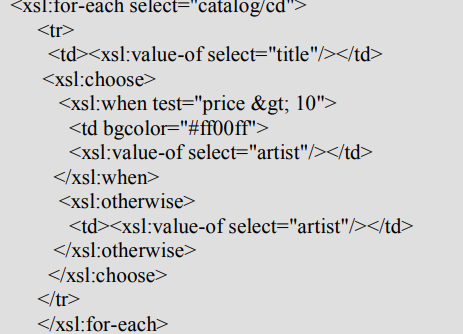 <xsl:for-each select="catalog/cd">
<tr>
<td><xsl:value-of select="title"/></td>
<xsl:choose>
<xsl:when test="price &gt; 10">
<td bgcolor="#ff00ff">
<xsl:value-of select="artist"/></td>
</xsl:when>
<xsl:otherwise>
<td><xsl:value-of select="artist"/></td>
</xsl:otherwise>
</xsl:choose>
</tr>
</xsl:for-each>